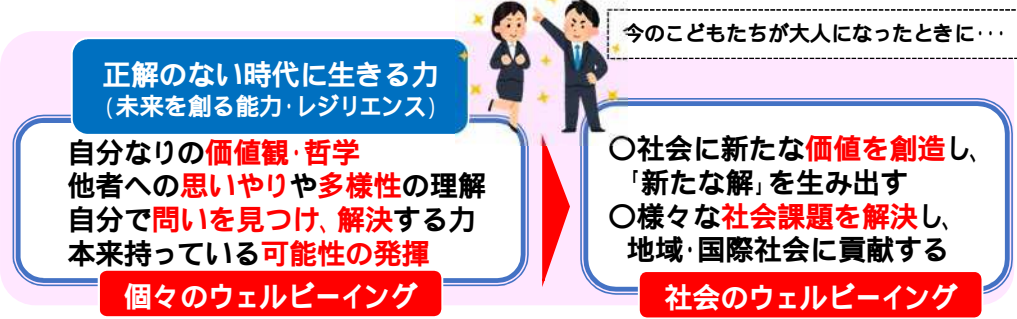 今のこどもたちが大人になったときに･･･
正解のない時代に生きる力
(未来を創る能力･レジリエンス)
自分なりの価値観･哲学
他者への思いやりや多様性の理解
自分で問いを見つけ、解決する力
本来持っている可能性の発揮
個々のウェルビーイング
〇社会に新たな価値を創造し、
「新たな解」を生み出す
〇様々な社会課題を解決し、
地域･国際社会に貢献する
社会のウェルビーイング